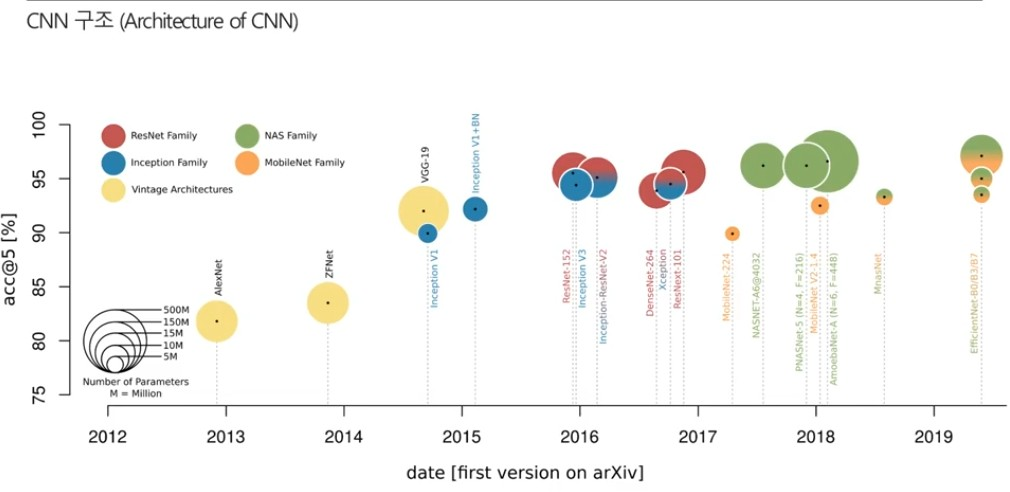 CNN 구조 (Architecture of CNN)
acc@5 [%]
100
95
90
85
80
75
ResNet Family
NAS Family
Inception Family
MobileNet Family
Vintage Architectures
500M
150M
15M
10M
5M
Number of Parameters
M = Million
AlexNet
ZFNet
VGG-19
Inception V1
Inception V1+BN
ResNet-152
Inception V3
Inception-ResNet-V2
DenseNet-264
Xception
ResNext-101
MobileNet-224
NASNET-A6@4032
PNASNet-5 (N=4, F=216)
MobileNet V2-1.4
AmoebaNet-A (N=6, F=448)
MnasNet
EfficientNet-B0/B3/B7
2012
2013
2014
2015
2016
2017
2018
2019
date [first version on arXiv]